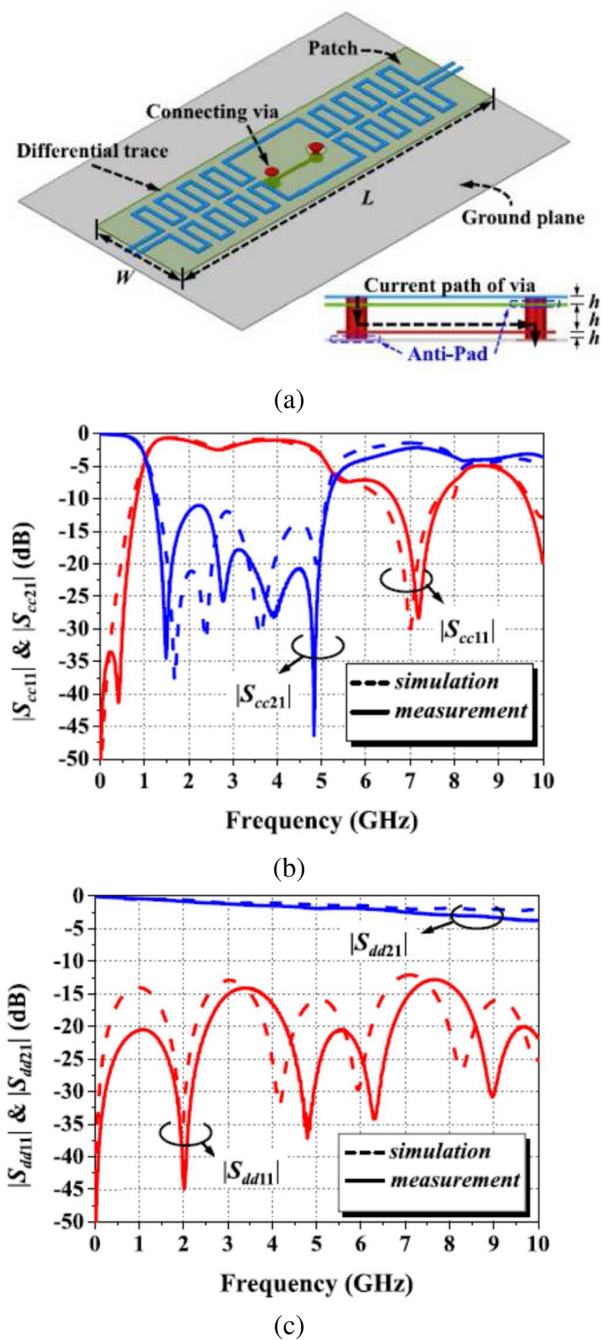 Patch
Connecting via
Differential trace
L
Ground plane
W
Current path of via
h
h
h
Anti-Pad
(a)
|Scc11| & |Scc21| (dB)
0
-5
-10
-15
-20
-25
-30
-35
-40
-45
-50
|Scc11|
|Scc21|
simulation
measurement
0 1 2 3 4 5 6 7 8 9 10
Frequency (GHz)
(b)
|Sdd11| & |Sdd21| (dB)
0
-5
-10
-15
-20
-25
-30
-35
-40
-45
-50
|Sdd21|
|Sdd11|
simulation
measurement
0 1 2 3 4 5 6 7 8 9 10
Frequency (GHz)
(c)